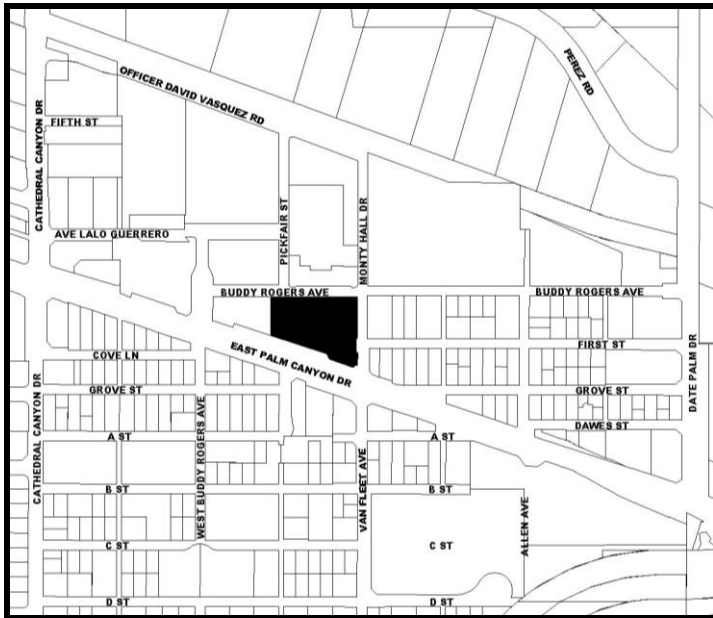 OFFICER DAVID VASQUEZ RD
PEREZ RD
FIFTH ST
CATHEDRAL CANYON DR
AVE LALO GUERRERO
PICKFAIR ST
MONTY HALL DR
BUDDY ROGERS AVE
BUDDY ROGERS AVE
EAST PALM CANYON DR
FIRST ST
COVE LN
GROVE ST
GROVE ST
DATE PALM DR
DAWES ST
CATHEDRAL CANYON DR
WEST BUDDY ROGERS AVE
A ST
A ST
VAN FLEET AVE
B ST
B ST
ALLEN AVE
C ST
C ST
D ST
D ST